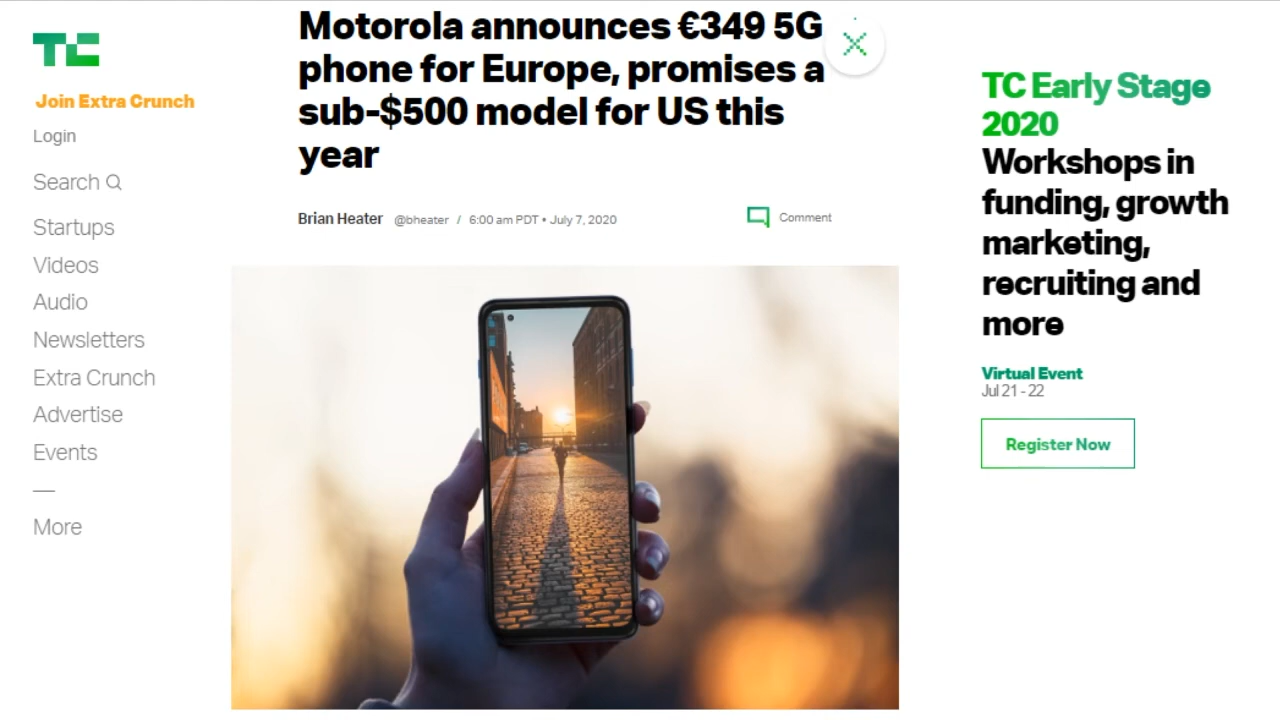 TC
Join Extra Crunch
Login
Search
Startups
Videos
Audio
Newsletters
Extra Crunch
Advertise
Events
—
More
Motorola announces €349 5G
phone for Europe, promises a
sub-$500 model for US this
year
Brian Heater @bheater / 6:00 am PDT • July 7, 2020
Comment
TC Early Stage
2020
Workshops in
funding, growth
marketing,
recruiting and
more
Virtual Event
Jul 21 - 22
Register Now